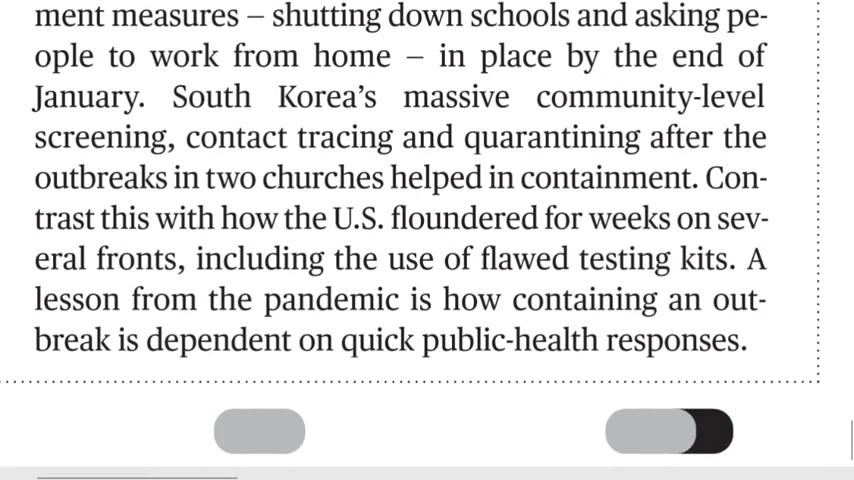 ment measures – shutting down schools and asking pe-
ople to work from home – in place by the end of
January. South Korea's massive community-level
screening, contact tracing and quarantining after the
outbreaks in two churches helped in containment. Con-
trast this with how the U.S. floundered for weeks on sev-
eral fronts, including the use of flawed testing kits. A
lesson from the pandemic is how containing an out-
break is dependent on quick public-health responses.